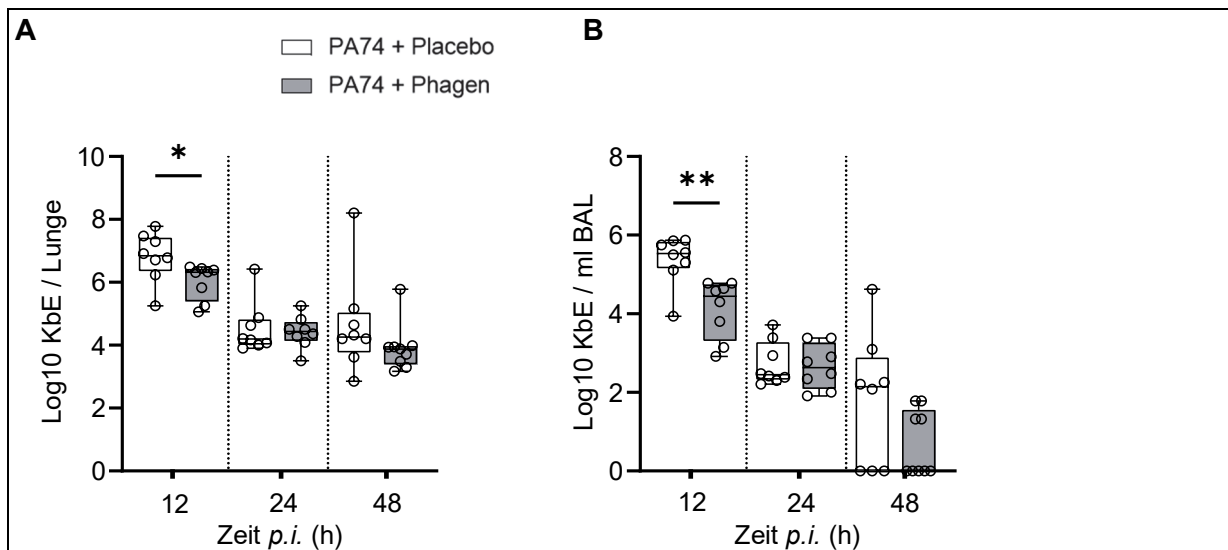 A
PA74 + Placebo
PA74 + Phagen
B
Log10 KbE / Lunge
10
8
6
4
2
0
*
12
24
48
Zeit p.i. (h)
Log10 KbE / ml BAL
8
6
4
2
0
**
12
24
48
Zeit p.i. (h)